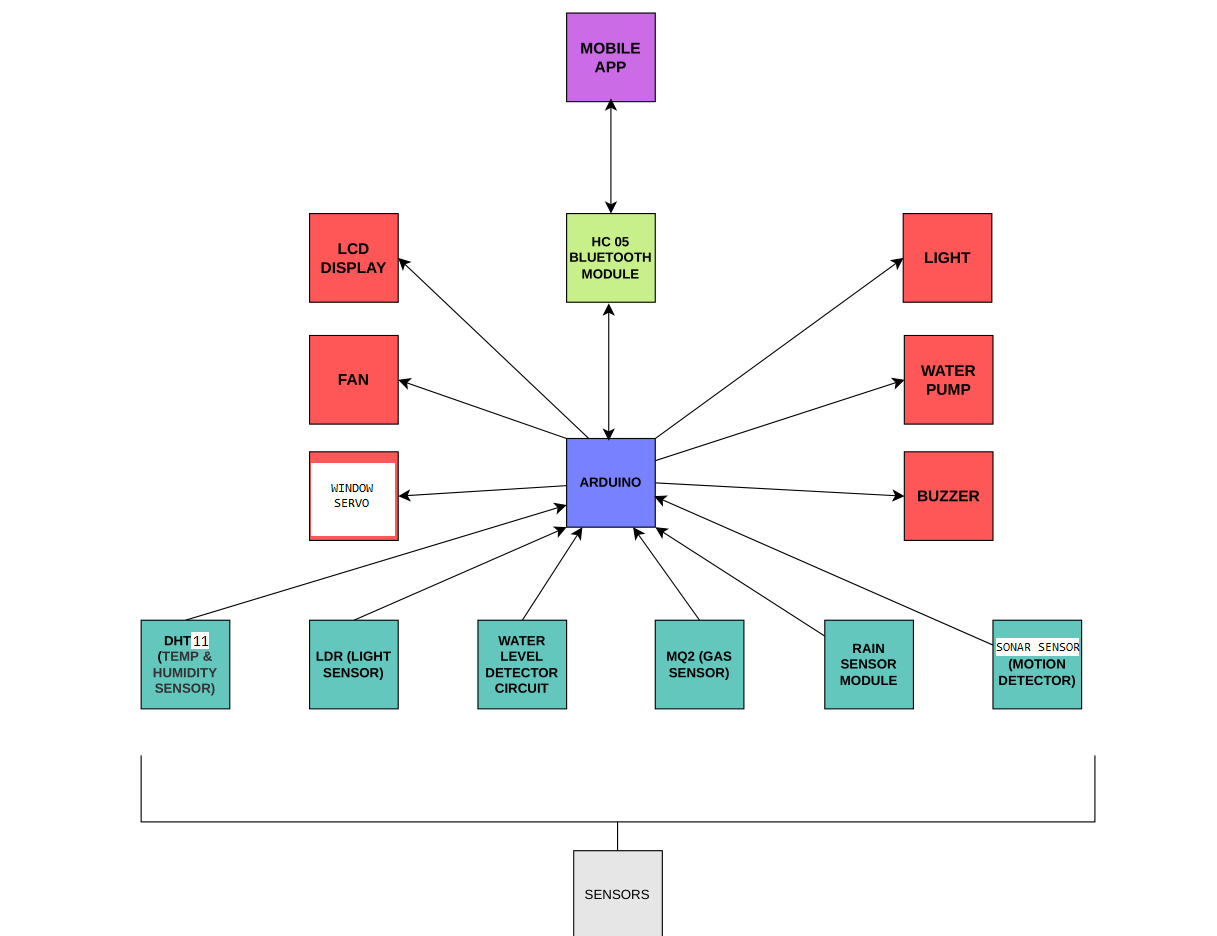 MOBILE
APP
LCD
DISPLAY
HC 05
BLUETOOTH
MODULE
LIGHT
FAN
WATER
PUMP
WINDOW
SERVO
ARDUINO
BUZZER
DHT11
(TEMP &
HUMIDITY
SENSOR)
LDR (LIGHT
SENSOR)
WATER
LEVEL
DETECTOR
CIRCUIT
MQ2 (GAS
SENSOR)
RAIN
SENSOR
MODULE
SONAR SENSOR
(MOTION
DETECTOR)
SENSORS